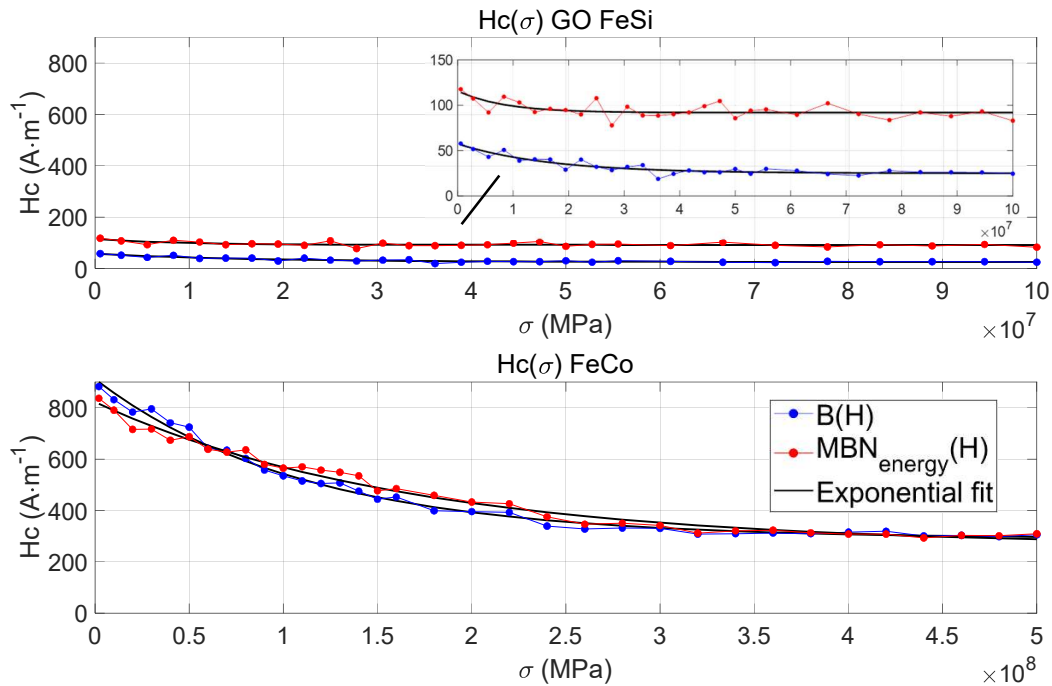 Hc(σ) GO FeSi
800
600
400
200
0
Hc (A·m⁻¹)
150
100
50
0
0 1 2 3 4 5 6 7 8 9 10
×10⁷
0 1 2 3 4 5 6 7 8 9 10
σ (MPa)
×10⁷
Hc(σ) FeCo
800
600
400
200
0
Hc (A·m⁻¹)
B(H)
MBN_energy(H)
Exponential fit
0 0.5 1 1.5 2 2.5 3 3.5 4 4.5 5
σ (MPa)
×10⁸